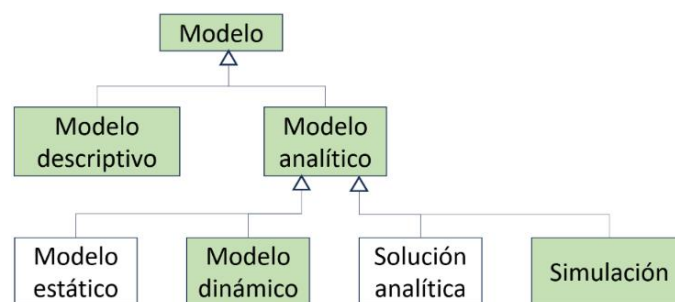 Modelo
Modelo
descriptivo
Modelo
analítico
Modelo
estático
Modelo
dinámico
Solución
analítica
Simulación